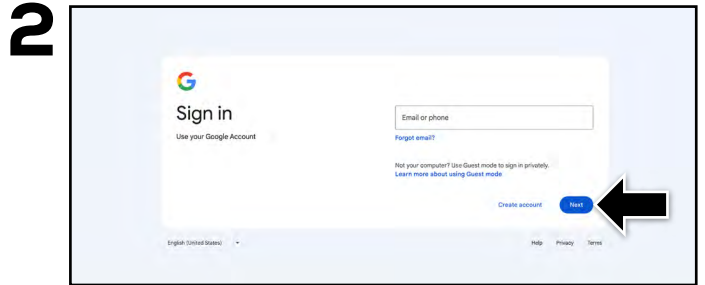 2
Sign in
Use your Google Account
Email or phone
Forgot email?
Not your computer? Use Guest mode to sign in privately.
Learn more about using Guest mode
Create account
Next
English (United States)
Help Privacy Terms